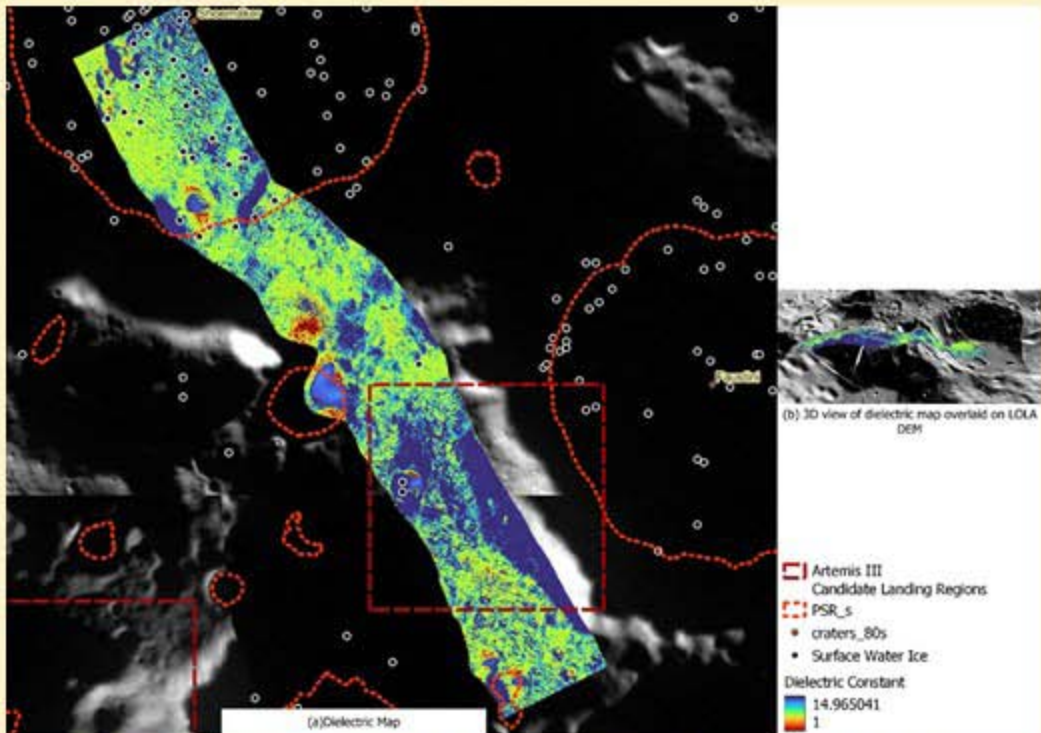 Shoemaker
Faustini
(a)Dielectric Map
(b) 3D view of dielectric map overlaid on LOLA
DEM
Artemis III
Candidate Landing Regions
PSR_s
craters_80s
Surface Water Ice
Dielectric Constant
14.965041
1